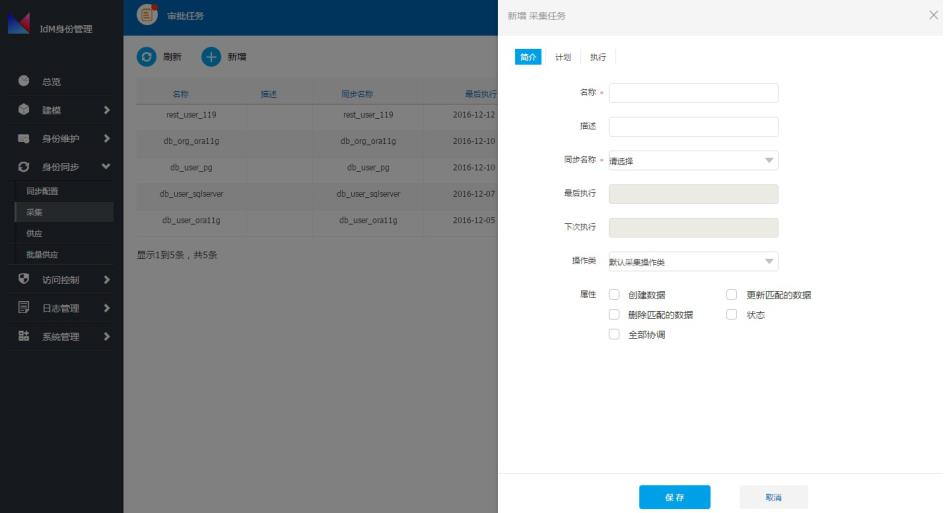 IdM身份管理
审批任务
总览
建模
身份维护
身份同步
同步配置
采集
供应
批量供应
访问控制
日志管理
系统管理
刷新 新增
名称 描述 同步名称 最后执行
rest_user_119 rest_user_119 2016-12-12
db_org_ora11g db_org_ora11g 2016-12-10
db_user_pg db_user_pg 2016-12-10
db_user_sqlserver db_user_sqlserver 2016-12-07
db_user_ora11g db_user_ora11g 2016-12-05
显示1到5条，共5条
新增 采集任务
简介 计划 执行
名称 *
描述
同步名称 * 请选择
最后执行
下次执行
操作类 默认采集操作类
属性 创建数据 更新匹配的数据
删除匹配的数据 状态
全部协调
保存 取消